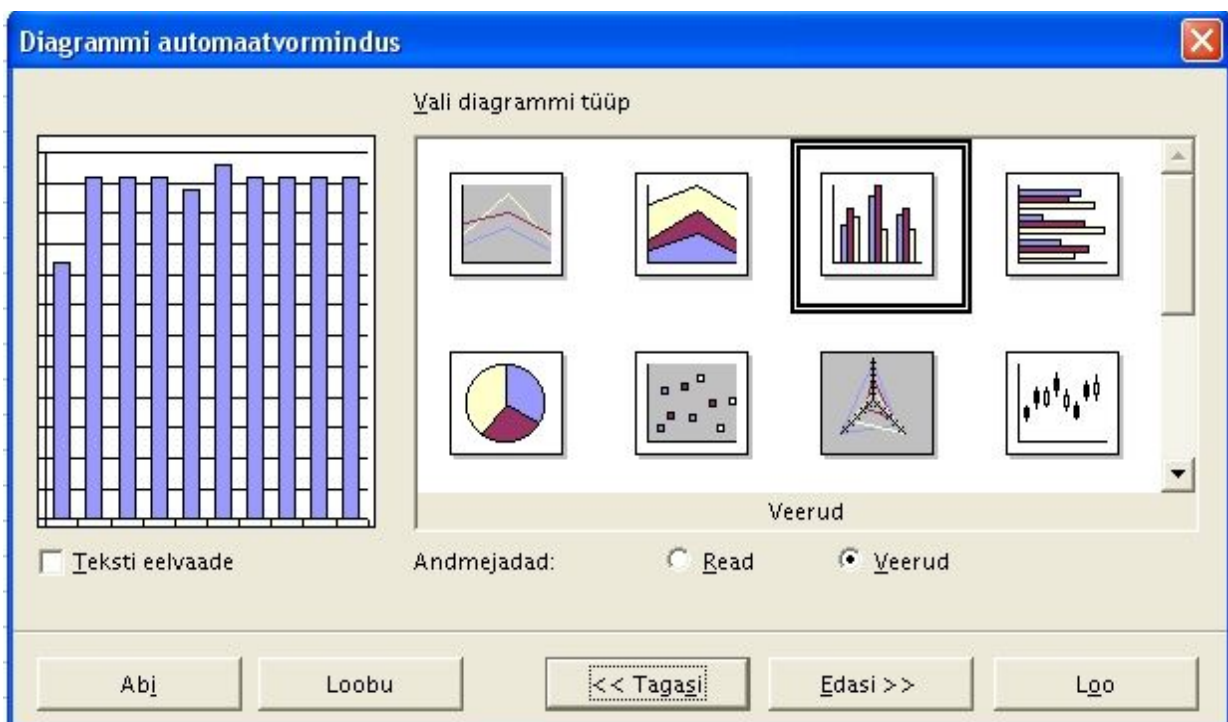 Diagrammi automaatvormindus
Vali diagrammi tüüp
Veerud
Teksti eelvaade
Andmejadad:
Read
Veerud
Abi
Loobu
<< Tagasi
Edasi >>
Loo